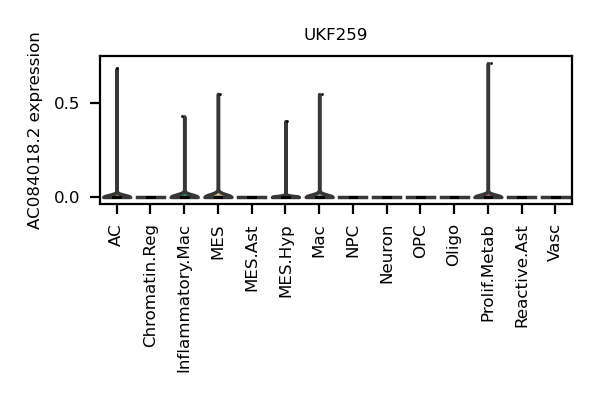 UKF259
AC084018.2 expression
0.5
0.0
AC
Chromatin.Reg
Inflammatory.Mac
MES
MES.Ast
MES.Hyp
Mac
NPC
Neuron
OPC
Oligo
Prolif.Metab
Reactive.Ast
Vasc